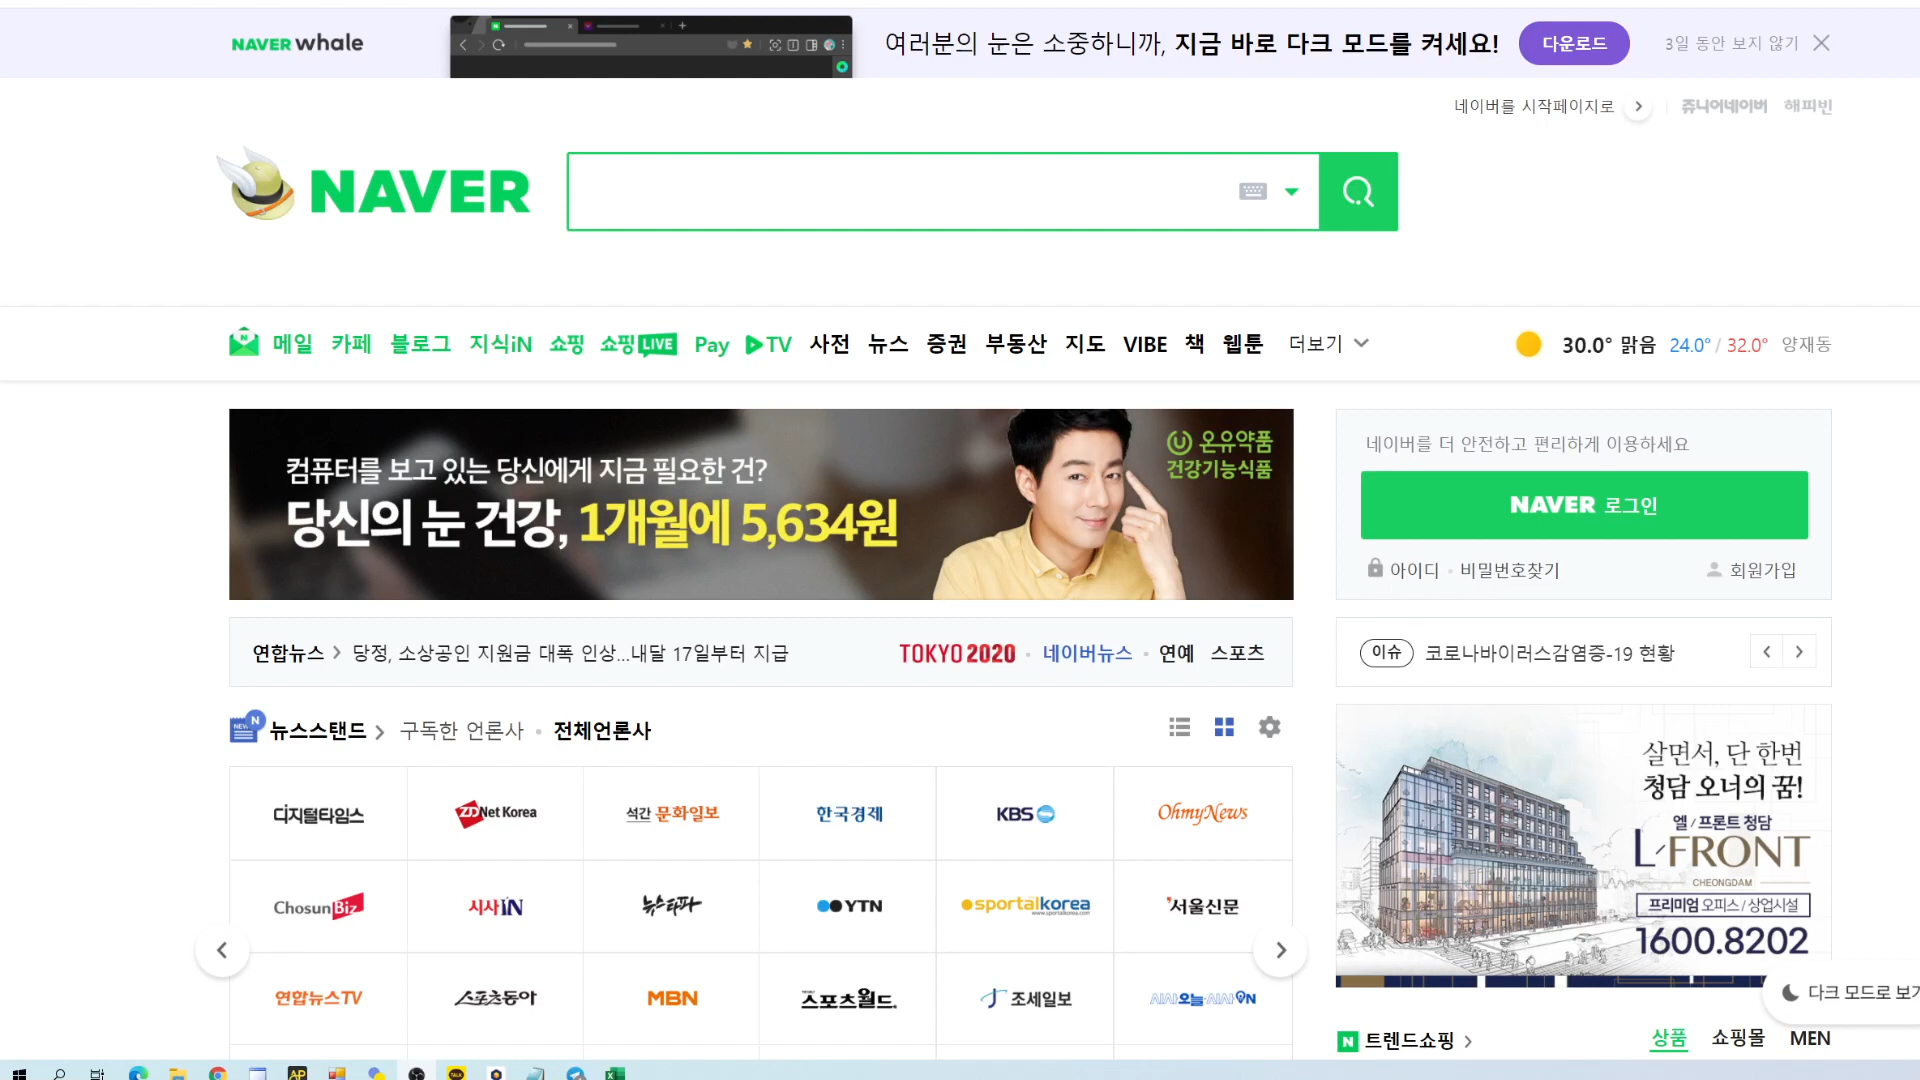 NAVER whale
여러분의 눈은 소중하니까, 지금 바로 다크 모드를 켜세요!
다운로드
3일 동안 보지 않기
네이버를 시작페이지로
쥬니어네이버 해피빈
NAVER
메일 카페 블로그 지식iN 쇼핑 쇼핑LIVE Pay TV 사전 뉴스 증권 부동산 지도 VIBE 책 웹툰 더보기
30.0° 맑음 24.0° / 32.0° 양재동
컴퓨터를 보고 있는 당신에게 지금 필요한 건?
당신의 눈 건강, 1개월에 5,634원
온유약품
건강기능식품
네이버를 더 안전하고 편리하게 이용하세요
NAVER 로그인
아이디 · 비밀번호찾기 회원가입
연합뉴스 > 당정, 소상공인 지원금 대폭 인상...내달 17일부터 지급
TOKYO 2020 · 네이버뉴스 · 연예 스포츠
이슈 코로나바이러스감염증-19 현황
NEW N 뉴스스탠드 > 구독한 언론사 · 전체언론사
디지털타임스 ZDNet Korea 석간 문화일보 한국경제 KBS OhmyNews
ChosunBiz 시사IN 뉴스타파 YTN sportalkorea 서울신문
www.sportalkorea.com
연합뉴스TV 스포츠동아 MBN 스포츠월드 조세일보 시사오늘·시사ON
살면서, 단 한번
청담 오너의 꿈!
엘/프론트 청담
L/FRONT
CHEONGDAM
프리미엄 오피스/상업시설
1600.8202
다크 모드로 보기
N 트렌드쇼핑 > 상품 쇼핑몰 MEN